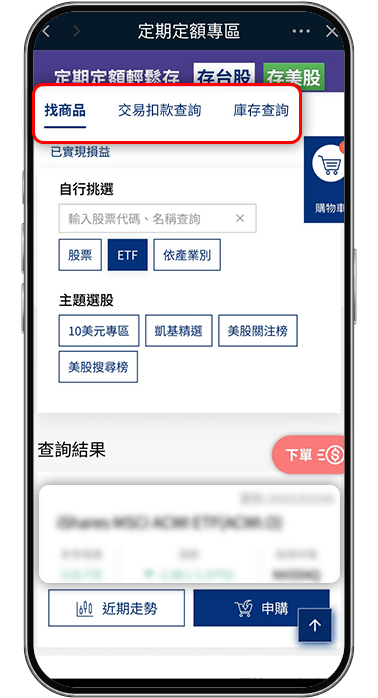 定期定額專區
定期定額輕鬆存 存台股 存美股
找商品 交易扣款查詢 庫存查詢
已實現損益
購物車
自行挑選
輸入股票代碼、名稱查詢
股票 ETF 依產業別
主題選股
10美元專區 凱基精選 美股關注榜
美股搜尋榜
查詢結果
下單
iShares MSCI ACWI ETF(ACWI.O)
近期走勢 申購